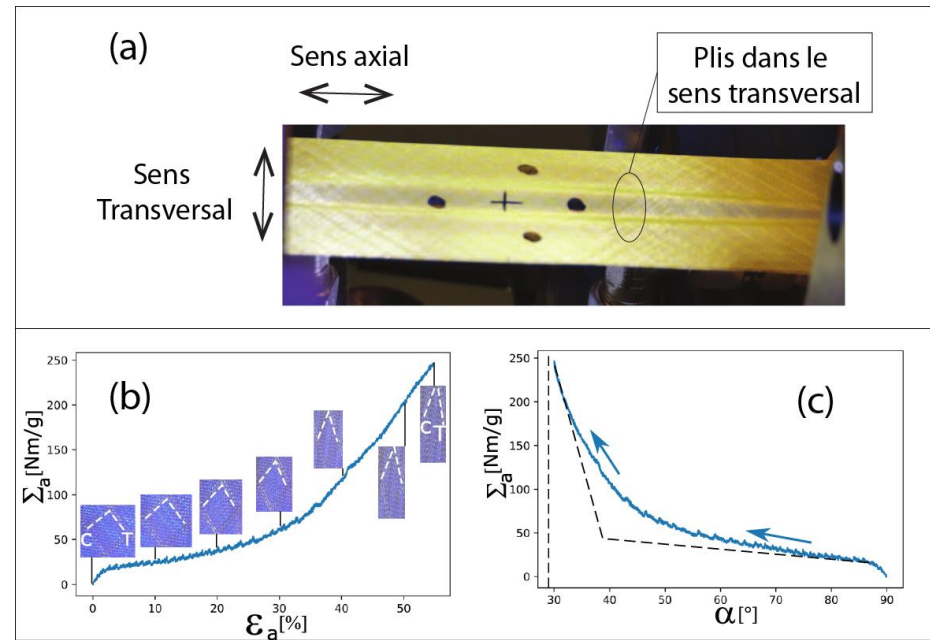 (a)
Sens axial
Plis dans le
sens transversal
Sens
Transversal
(b)
250
200
150
100
50
0
Σa[Nm/g]
C T
C T
0 10 20 30 40 50
εa[%]
(c)
250
200
150
100
50
0
Σa[Nm/g]
30 40 50 60 70 80 90
α[°]